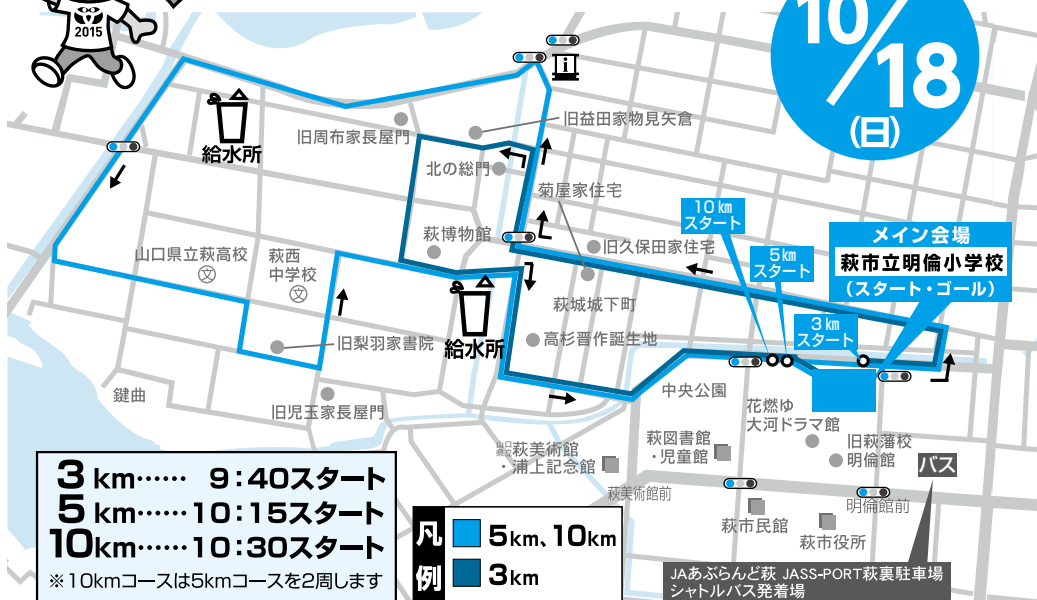 2015
10/18
(日)
給水所
旧周布家長屋門
旧益田家物見矢倉
北の総門
菊屋家住宅
萩博物館
旧久保田家住宅
10㎞
スタート
5㎞
スタート
3㎞
スタート
メイン会場
萩市立明倫小学校
(スタート・ゴール)
山口県立萩高校
文
萩西
中学校
文
萩城城下町
高杉晋作誕生地
給水所
旧梨羽家書院
鍵曲
旧児玉家長屋門
中央公園
花燃ゆ
大河ドラマ館
旧萩藩校
明倫館
萩図書館
・児童館
萩美術館
・浦上記念館
萩美術館前
明倫館前
萩市民館
萩市役所
バス
JAあぶらんど萩 JASS-PORT萩裏駐車場
シャトルバス発着場
3 km…… 9:40スタート
5 km……10:15スタート
10km……10:30スタート
※10kmコースは5kmコースを2周します
凡例
5km、10km
3km